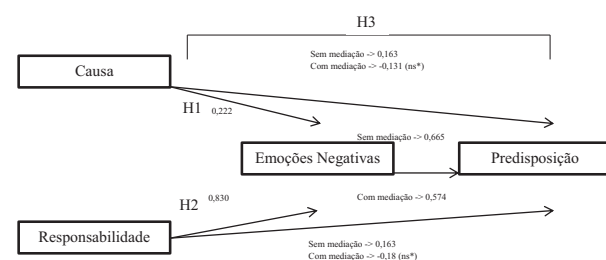 H3
Sem mediação -> 0,163
Com mediação -> -0,131 (ns*)
Causa
H1 0,222
Sem mediação -> 0,665
Emoções Negativas
Predisposição
H2 0,830
Com mediação -> 0,574
Responsabilidade
Sem mediação -> 0,163
Com mediação -> -0,18 (ns*)